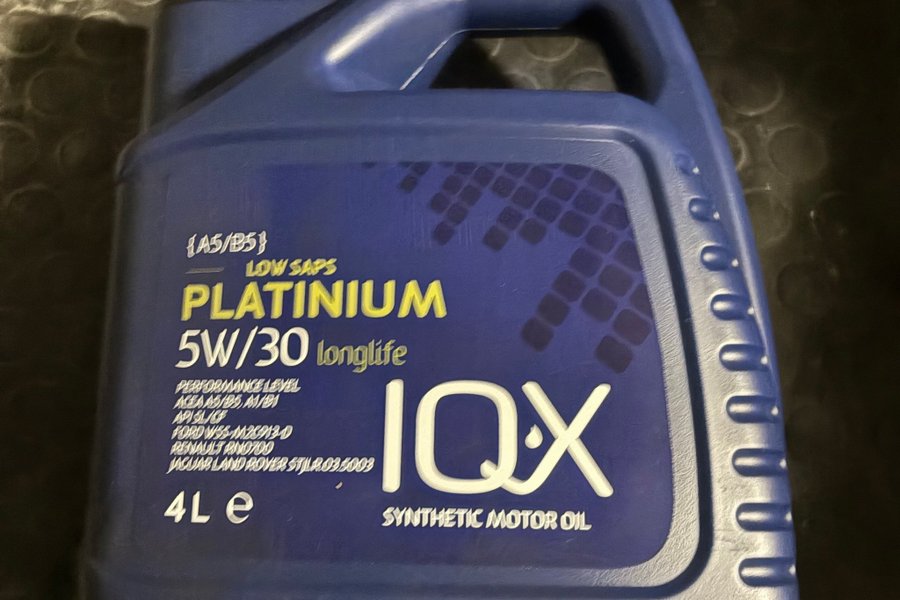 {A5/B5}
LOW SAPS
PLATINIUM
5W/30 longlife
PERFORMANCE LEVEL
ACEA A5/B5, A1/B1
API SL/CF
FORD WSS-M2C913-D
RENAULT RN0700
JAGUAR LAND ROVER STJLR.03.5003
4L e
IQX
SYNTHETIC MOTOR OIL